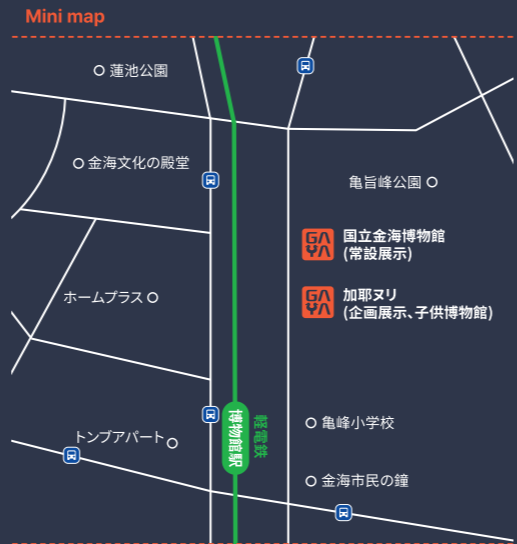 Mini map
蓮池公園
金海文化の殿堂
亀旨峰公園
GAYA
国立金海博物館
(常設展示)
ホームプラス
GAYA
加耶ヌリ
(企画展示、子供博物館)
博物館駅
軽電鉄
亀峰小学校
トンブアパート
金海市民の鐘